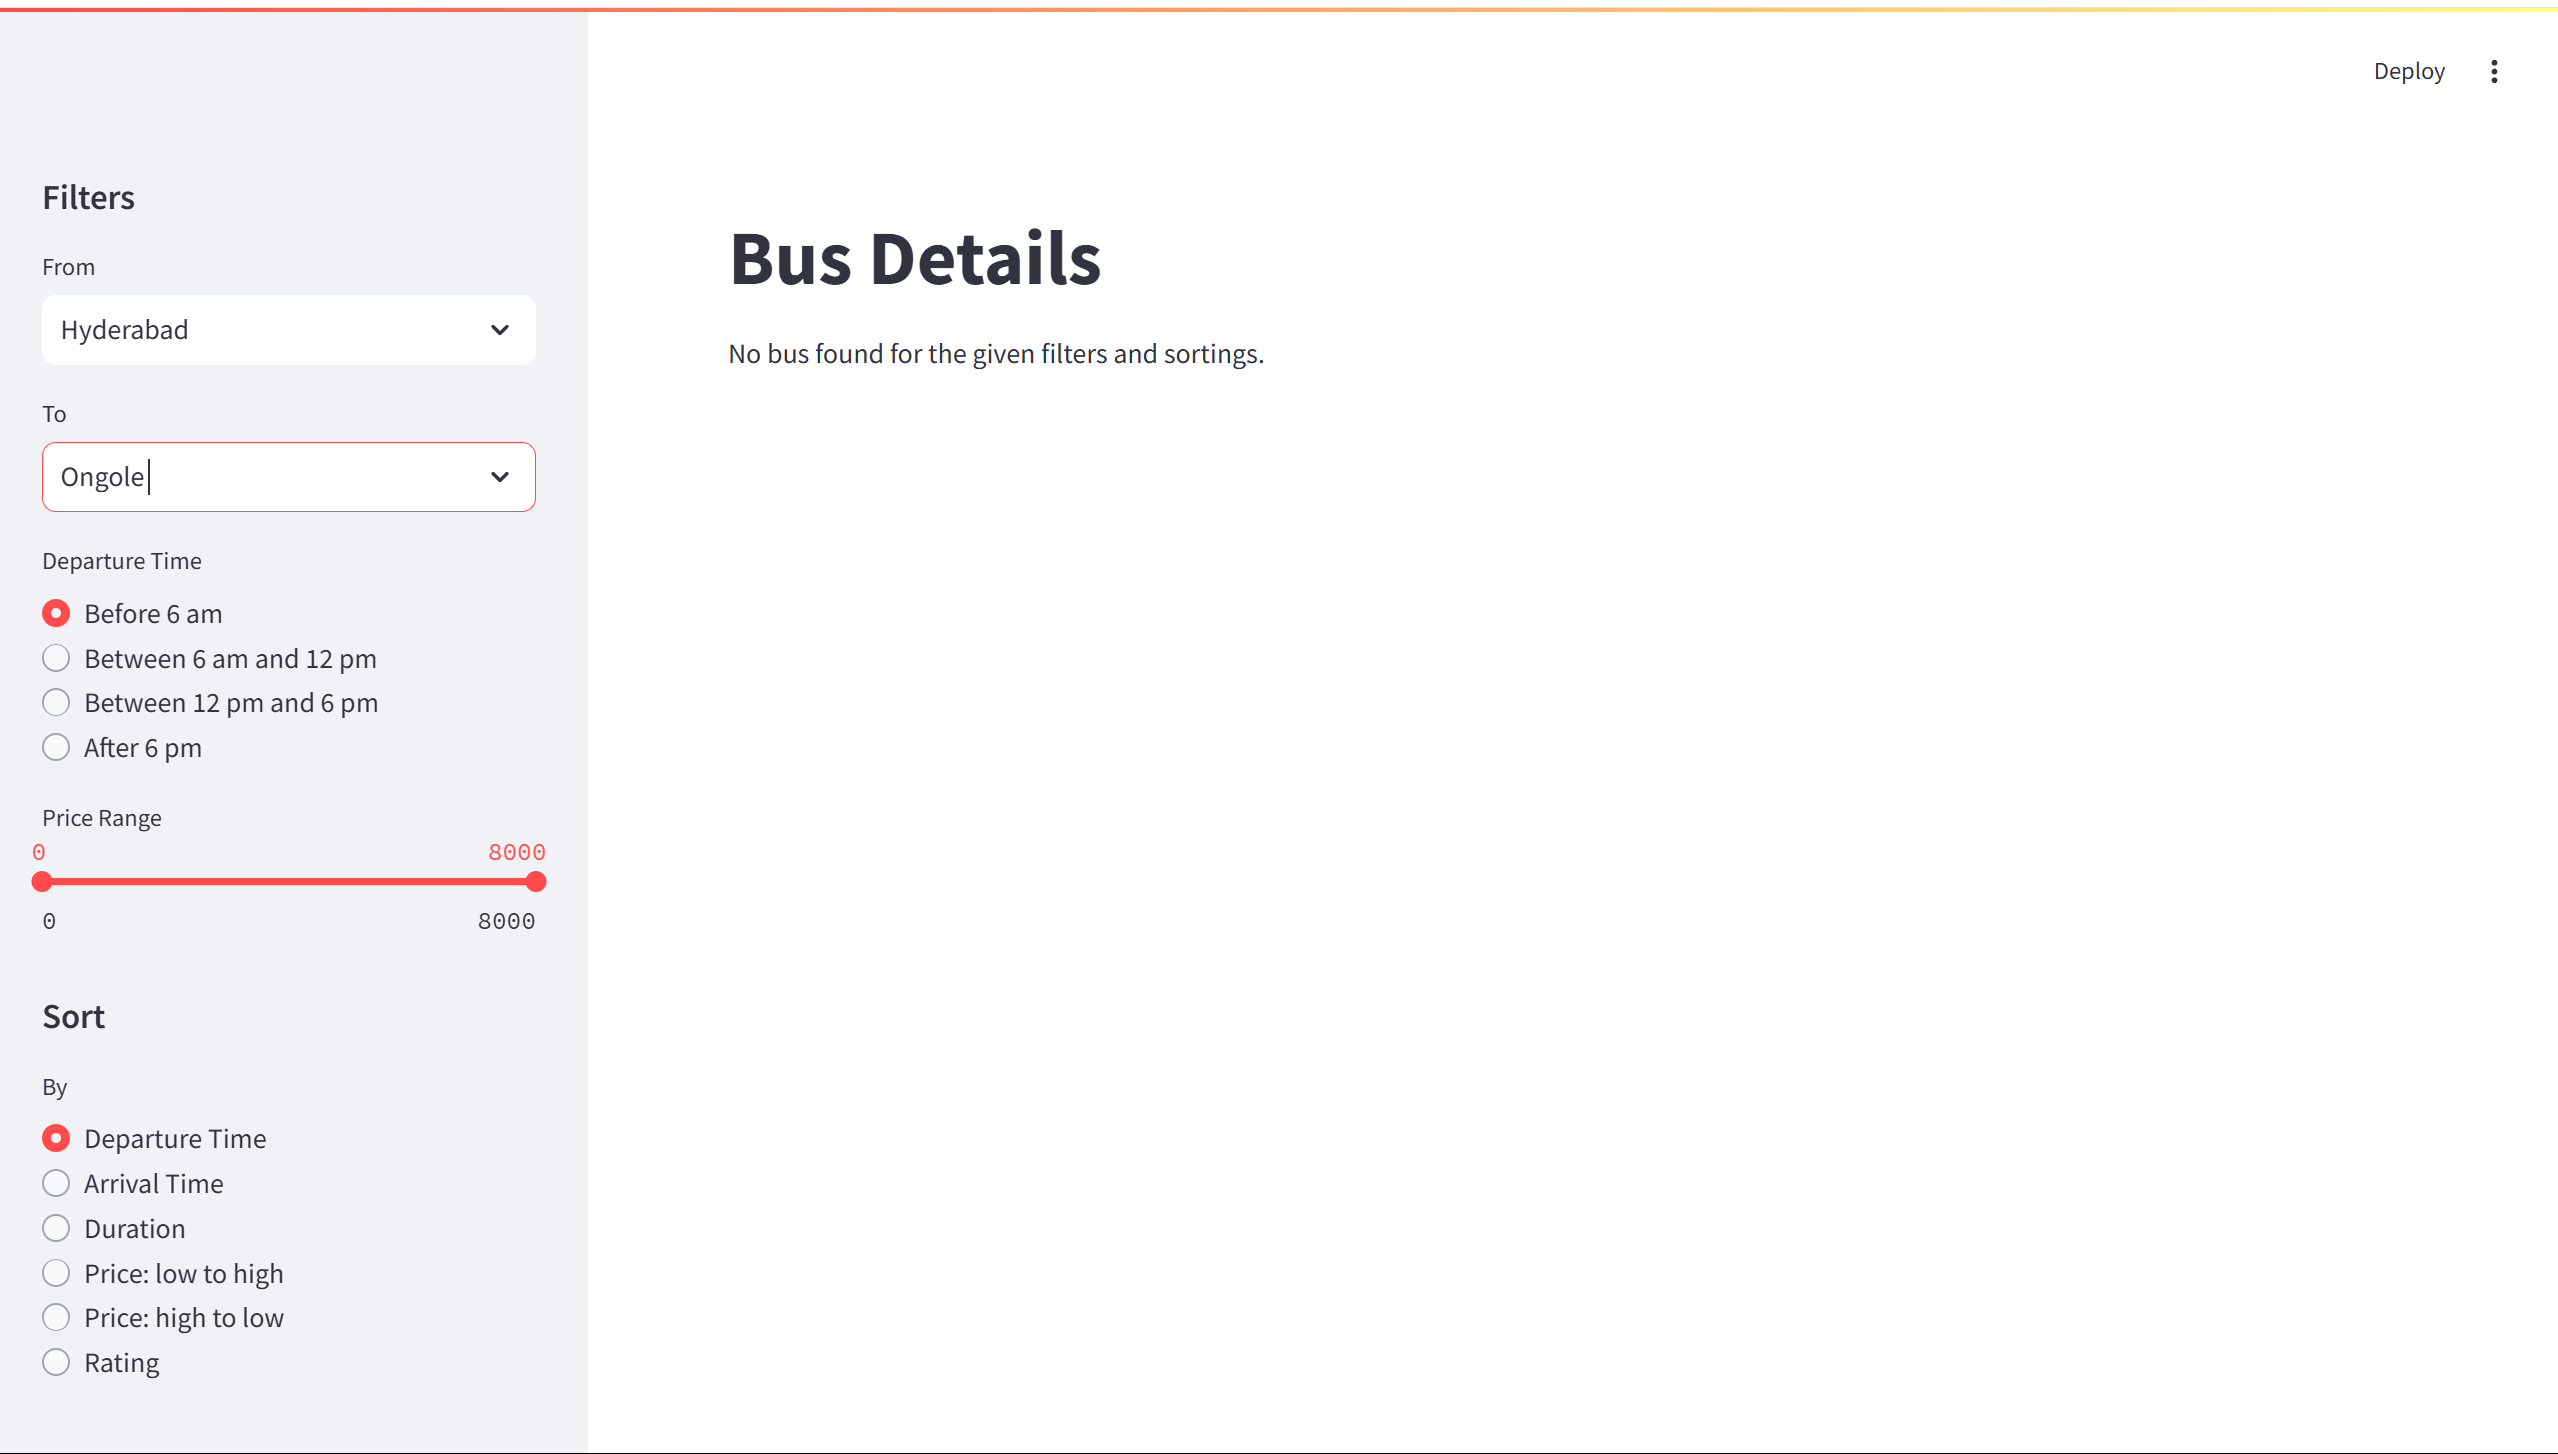 Deploy
Filters
From
Hyderabad
To
Ongole
Departure Time
Before 6 am
Between 6 am and 12 pm
Between 12 pm and 6 pm
After 6 pm
Price Range
0 8000
0 8000
Sort
By
Departure Time
Arrival Time
Duration
Price: low to high
Price: high to low
Rating
Bus Details
No bus found for the given filters and sortings.